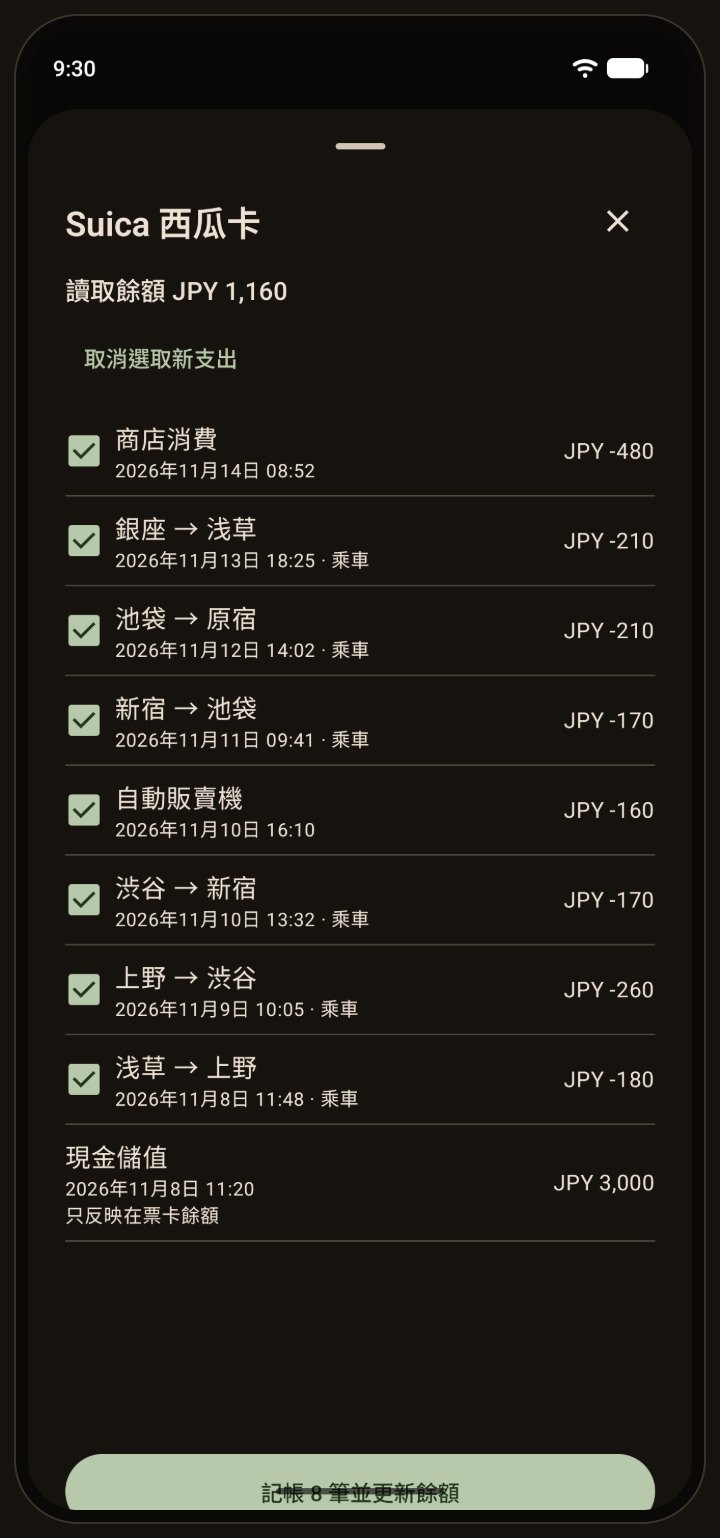 9:30
Suica 西瓜卡
讀取餘額 JPY 1,160
取消選取新支出
商店消費
2026年11月14日 08:52
JPY -480
銀座 → 浅草
2026年11月13日 18:25 · 乘車
JPY -210
池袋 → 原宿
2026年11月12日 14:02 · 乘車
JPY -210
新宿 → 池袋
2026年11月11日 09:41 · 乘車
JPY -170
自動販賣機
2026年11月10日 16:10
JPY -160
渋谷 → 新宿
2026年11月10日 13:32 · 乘車
JPY -170
上野 → 渋谷
2026年11月9日 10:05 · 乘車
JPY -260
浅草 → 上野
2026年11月8日 11:48 · 乘車
JPY -180
現金儲值
2026年11月8日 11:20
只反映在票卡餘額
JPY 3,000
記帳 8 筆並更新餘額